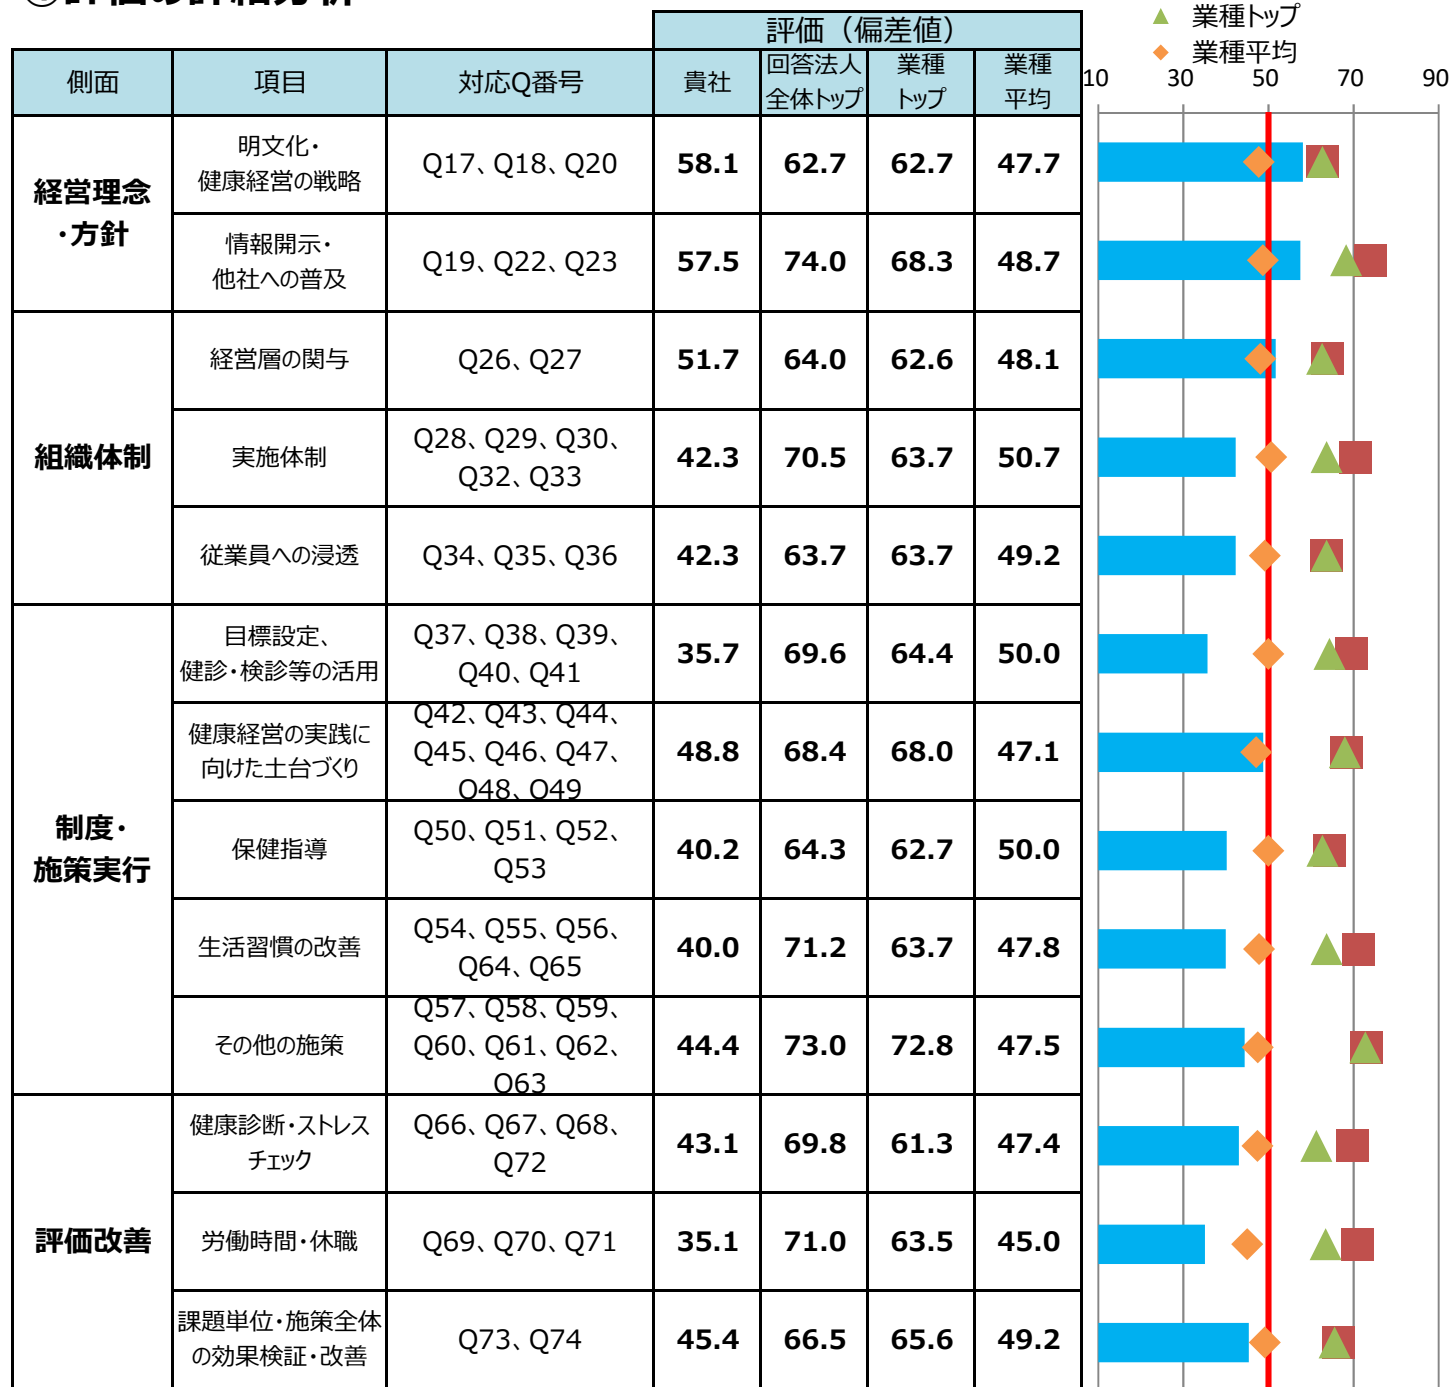 業種トップ
業種平均
評価（偏差値）
側面 項目 対応Q番号 貴社 回答法人全体トップ 業種トップ 業種平均
10 30 50 70 90
経営理念・方針
明文化・健康経営の戦略 Q17、Q18、Q20 58.1 62.7 62.7 47.7
情報開示・他社への普及 Q19、Q22、Q23 57.5 74.0 68.3 48.7
組織体制
経営層の関与 Q26、Q27 51.7 64.0 62.6 48.1
実施体制 Q28、Q29、Q30、Q32、Q33 42.3 70.5 63.7 50.7
従業員への浸透 Q34、Q35、Q36 42.3 63.7 63.7 49.2
制度・施策実行
目標設定、健診・検診等の活用 Q37、Q38、Q39、Q40、Q41 35.7 69.6 64.4 50.0
健康経営の実践に向けた土台づくり Q42、Q43、Q44、Q45、Q46、Q47、Q48、Q49 48.8 68.4 68.0 47.1
保健指導 Q50、Q51、Q52、Q53 40.2 64.3 62.7 50.0
生活習慣の改善 Q54、Q55、Q56、Q64、Q65 40.0 71.2 63.7 47.8
その他の施策 Q57、Q58、Q59、Q60、Q61、Q62、Q63 44.4 73.0 72.8 47.5
評価改善
健康診断・ストレスチェック Q66、Q67、Q68、Q72 43.1 69.8 61.3 47.4
労働時間・休職 Q69、Q70、Q71 35.1 71.0 63.5 45.0
課題単位・施策全体の効果検証・改善 Q73、Q74 45.4 66.5 65.6 49.2